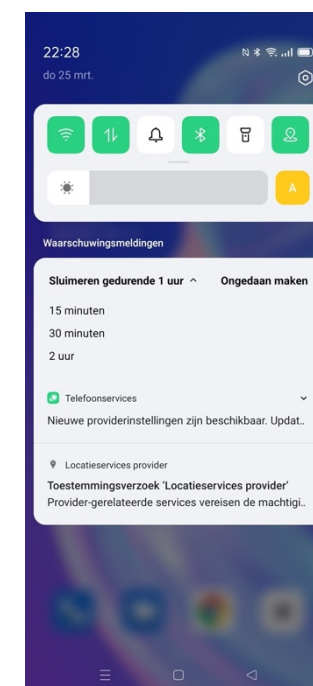 22:28
do 25 mrt.
A
Waarschuwingsmeldingen
Sluimeren gedurende 1 uur Ongedaan maken
15 minuten
30 minuten
2 uur
Telefoonservices
Nieuwe providerinstellingen zijn beschikbaar. Updat..
Locatieservices provider
Toestemmingsverzoek 'Locatieservices provider'
Provider-gerelateerde services vereisen de machtigi..